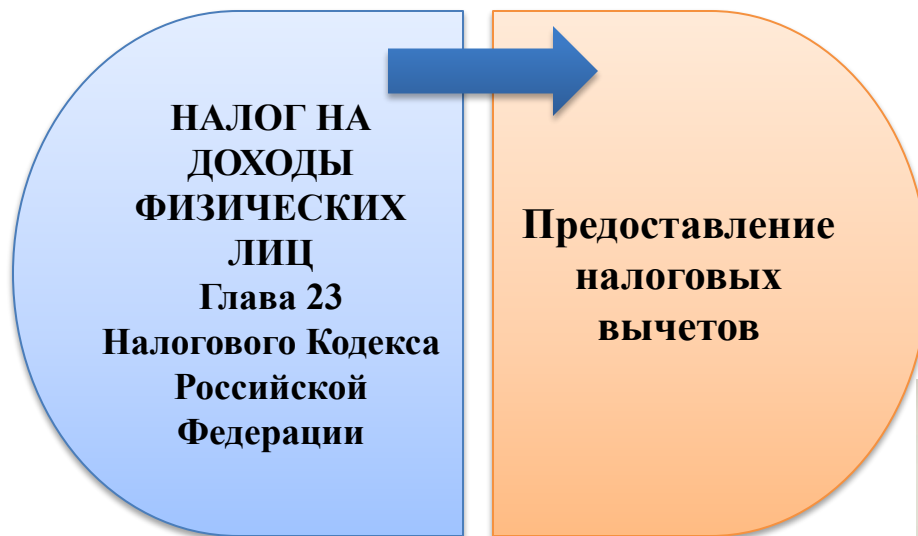 НАЛОГ НА
ДОХОДЫ
ФИЗИЧЕСКИХ
ЛИЦ
Глава 23
Налогового Кодекса
Российской
Федерации
Предоставление
налоговых
вычетов